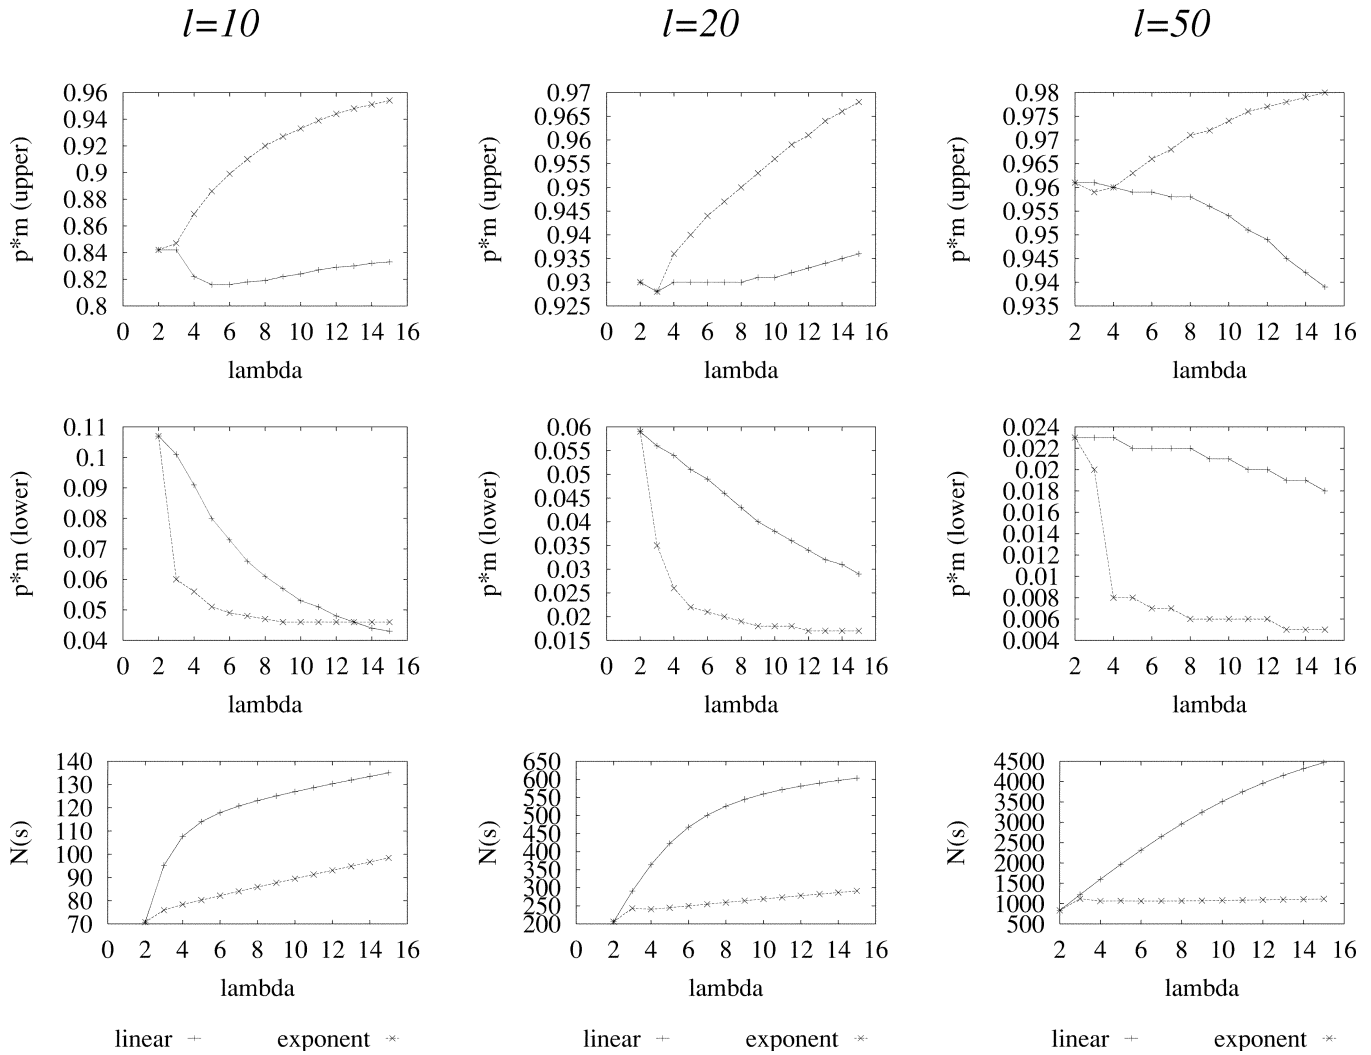 l=10 l=20 l=50
p*m (upper)
0.96
0.94
0.92
0.9
0.88
0.86
0.84
0.82
0.8
0 2 4 6 8 10 12 14 16
lambda
p*m (upper)
0.97
0.965
0.96
0.955
0.95
0.945
0.94
0.935
0.93
0.925
0 2 4 6 8 10 12 14 16
lambda
p*m (upper)
0.98
0.975
0.97
0.965
0.96
0.955
0.95
0.945
0.94
0.935
2 4 6 8 10 12 14 16
lambda
p*m (lower)
0.11
0.1
0.09
0.08
0.07
0.06
0.05
0.04
0 2 4 6 8 10 12 14 16
lambda
p*m (lower)
0.06
0.055
0.05
0.045
0.04
0.035
0.03
0.025
0.02
0.015
0 2 4 6 8 10 12 14 16
lambda
p*m (lower)
0.024
0.022
0.02
0.018
0.016
0.014
0.012
0.01
0.008
0.006
0.004
2 4 6 8 10 12 14 16
lambda
N(s)
140
130
120
110
100
90
80
70
0 2 4 6 8 10 12 14 16
lambda
N(s)
650
600
550
500
450
400
350
300
250
200
0 2 4 6 8 10 12 14 16
lambda
N(s)
4500
4000
3500
3000
2500
2000
1500
1000
500
2 4 6 8 10 12 14 16
lambda
linear exponent
linear exponent
linear exponent